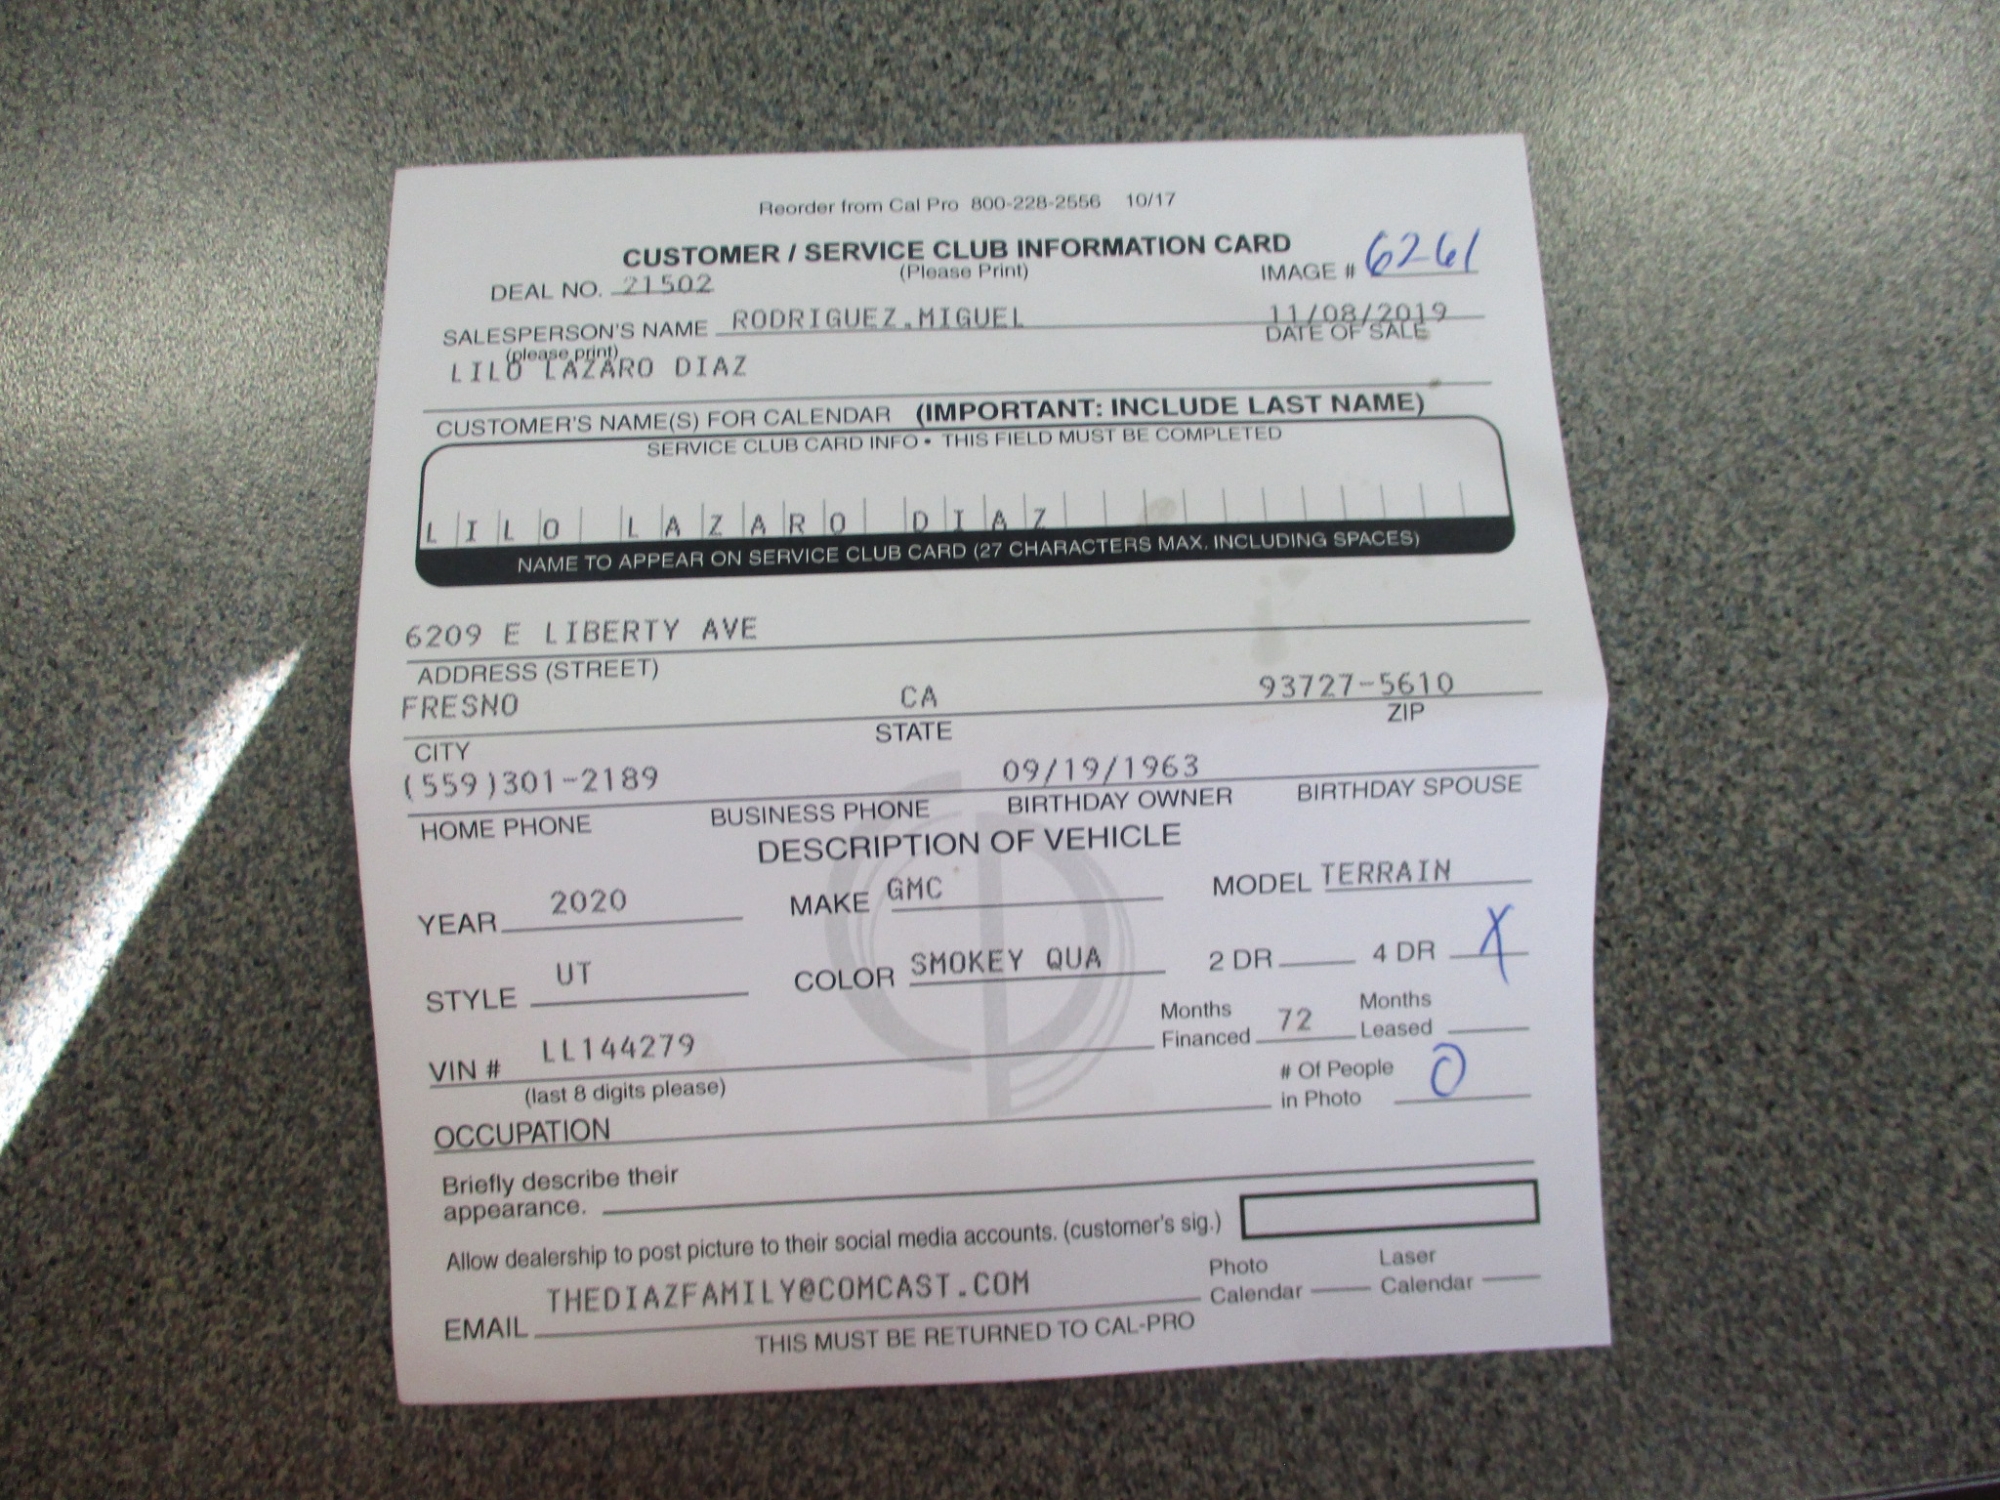 Reorder from Cal Pro 800-228-2556 10/17
CUSTOMER / SERVICE CLUB INFORMATION CARD
(Please Print)
DEAL NO. 21502 IMAGE # 6261
SALESPERSON'S NAME RODRIGUEZ.MIGUEL 11/08/2019
(please print) DATE OF SALE
LILO LAZARO DIAZ
CUSTOMER'S NAME(S) FOR CALENDAR (IMPORTANT: INCLUDE LAST NAME)
SERVICE CLUB CARD INFO • THIS FIELD MUST BE COMPLETED
LILO LAZARO DIAZ
NAME TO APPEAR ON SERVICE CLUB CARD (27 CHARACTERS MAX. INCLUDING SPACES)
6209 E LIBERTY AVE
ADDRESS (STREET)
FRESNO CA 93727-5610
CITY STATE ZIP
(559)301-2189 09/19/1963
HOME PHONE BUSINESS PHONE BIRTHDAY OWNER BIRTHDAY SPOUSE
DESCRIPTION OF VEHICLE
YEAR 2020 MAKE GMC MODEL TERRAIN
STYLE UT COLOR SMOKEY QUA 2 DR 4 DR X
VIN # LL144279 Months Financed 72 Months Leased
(last 8 digits please)
OCCUPATION # Of People in Photo 0
Briefly describe their
appearance.
Allow dealership to post picture to their social media accounts. (customer's sig.)
EMAIL THEDIAZFAMILY@COMCAST.COM Photo Calendar Laser Calendar
THIS MUST BE RETURNED TO CAL-PRO